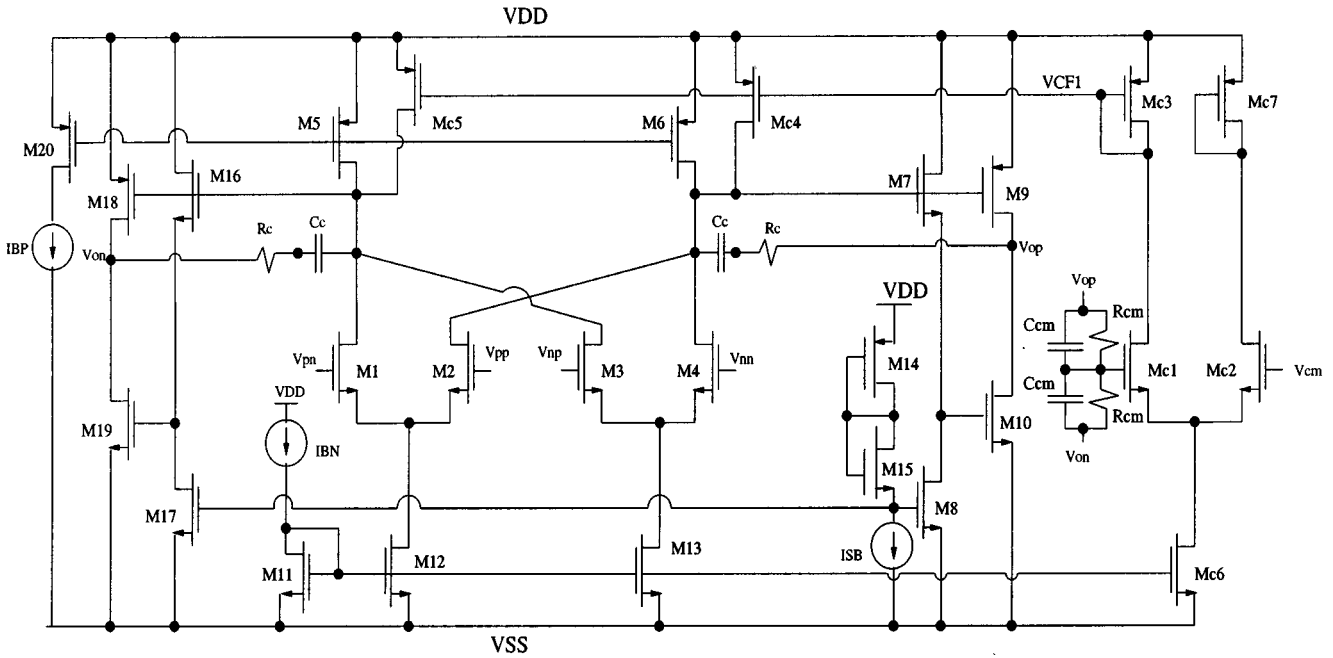 VDD
VCF1
Mc3
Mc7
M5
Mc5
M6
Mc4
M20
M16
M7
M9
M18
IBP
Von
Rc
Cc
Cc
Rc
Vop
VDD
Vop
Ccm
Rcm
Vpn
M1
M2
Vpp
Vnp
M3
M4
Vnn
M14
Mc1
Mc2
Vcm
VDD
Ccm
Rcm
M19
IBN
M10
Von
M15
M17
M8
M11
M12
M13
ISB
Mc6
VSS